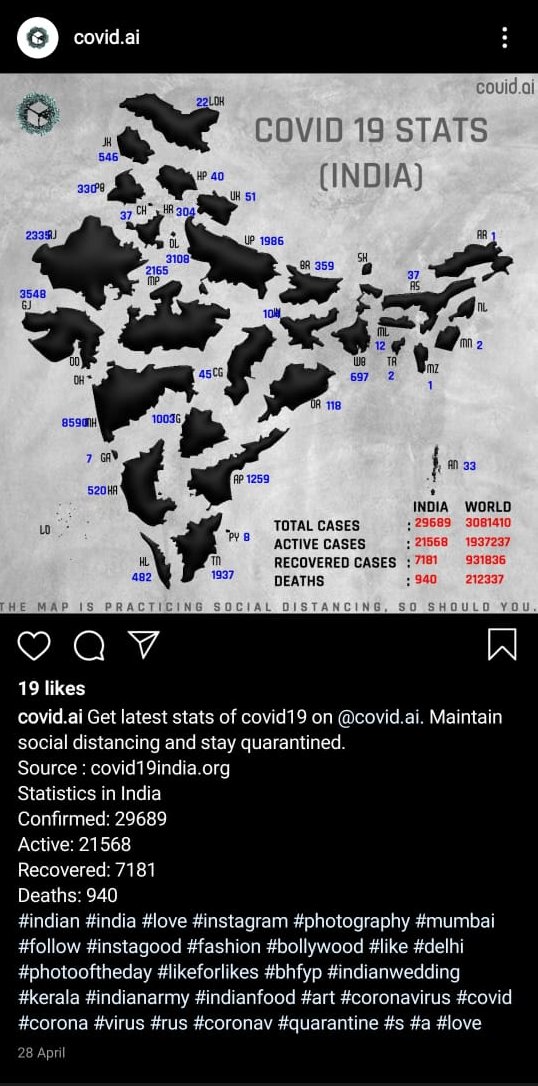 covid.ai
covid.ai
COVID 19 STATS
(INDIA)
22 LDK
JK
546
HP 40
330 PB
UK 51
37 CH HR 304
2335 RJ
DL
3108
UP 1986
AR 1
SK
BR 359
37
AS
2165
MP
3548
GJ
NL
ML
12
MN 2
WB
697
TR
2
MZ
1
DD
DH
45 CG
OR 118
8590 MH
1003 TG
7 GA
AP 1259
AN 33
520 KA
LD
PY 8
KL
482
TN
1937
INDIA WORLD
TOTAL CASES : 29689 3081410
ACTIVE CASES : 21568 1937237
RECOVERED CASES : 7181 931836
DEATHS : 940 212337
THE MAP IS PRACTICING SOCIAL DISTANCING, SO SHOULD YOU.
19 likes
covid.ai Get latest stats of covid19 on @covid.ai. Maintain
social distancing and stay quarantined.
Source : covid19india.org
Statistics in India
Confirmed: 29689
Active: 21568
Recovered: 7181
Deaths: 940
#indian #india #love #instagram #photography #mumbai
#follow #instagood #fashion #bollywood #like #delhi
#photooftheday #likeforlikes #bhfyp #indianwedding
#kerala #indianarmy #indianfood #art #coronavirus #covid
#corona #virus #rus #coronav #quarantine #s #a #love
28 April